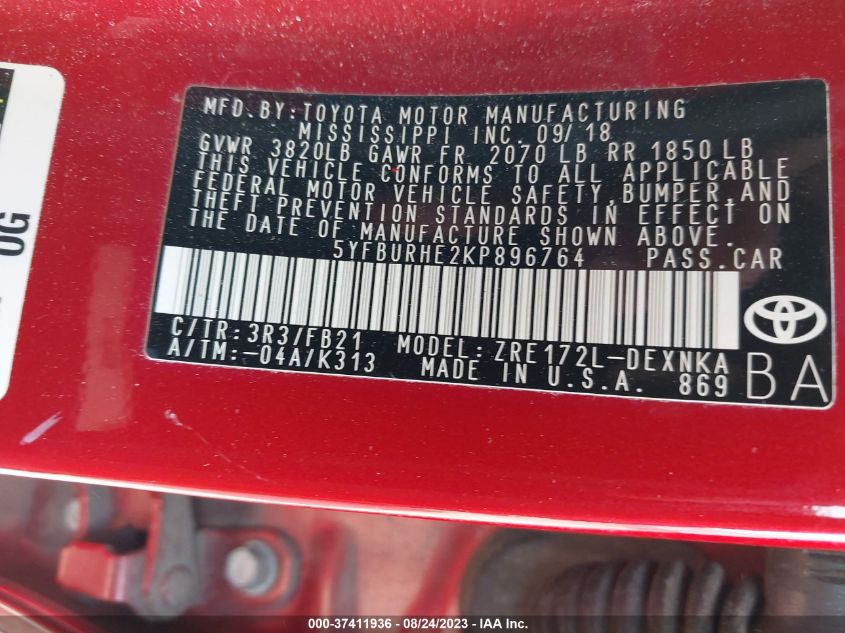 MFD.BY:TOYOTA MOTOR MANUFACTURING
MISSISSIPPI INC. 09/18
GVWR 3820LB GAWR FR 2070 LB RR 1850 LB
THIS VEHICLE CONFORMS TO ALL APPLICABLE
FEDERAL MOTOR VEHICLE SAFETY, BUMPER, AND
THEFT PREVENTION STANDARDS IN EFFECT ON
THE DATE OF MANUFACTURE SHOWN ABOVE.
5YFBURHE2KP896764 PASS.CAR
C/TR:3R3/FB21 MODEL:ZRE172L-DEXNKA
A/TM:-04A/K313 MADE IN U.S.A. 869
BA
0G
000-37411936 - 08/24/2023 - IAA Inc.